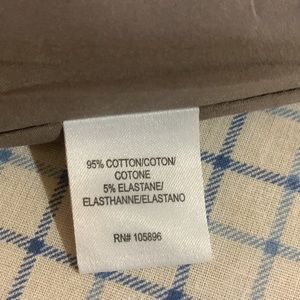 95% COTTON/COTON/
COTONE
5% ELASTANE/
ELASTHANNE/ELASTANO
RN# 105896